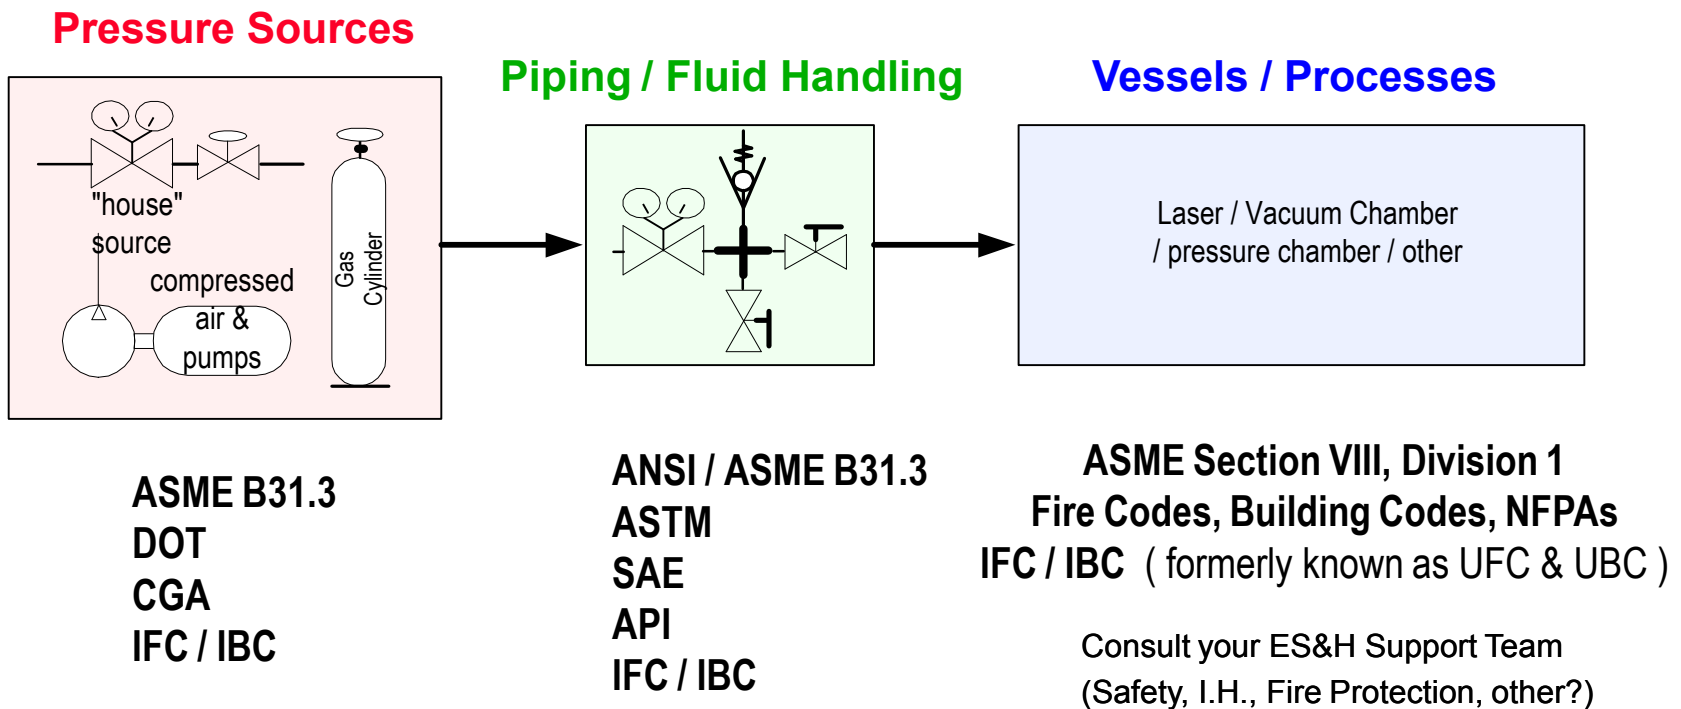 Pressure Sources
"house"
source
compressed
air &
pumps
Gas
Cylinder
ASME B31.3
DOT
CGA
IFC / IBC
Piping / Fluid Handling
ANSI / ASME B31.3
ASTM
SAE
API
IFC / IBC
Vessels / Processes
Laser / Vacuum Chamber
/ pressure chamber / other
ASME Section VIII, Division 1
Fire Codes, Building Codes, NFPAs
IFC / IBC ( formerly known as UFC & UBC )
Consult your ES&H Support Team
(Safety, I.H., Fire Protection, other?)